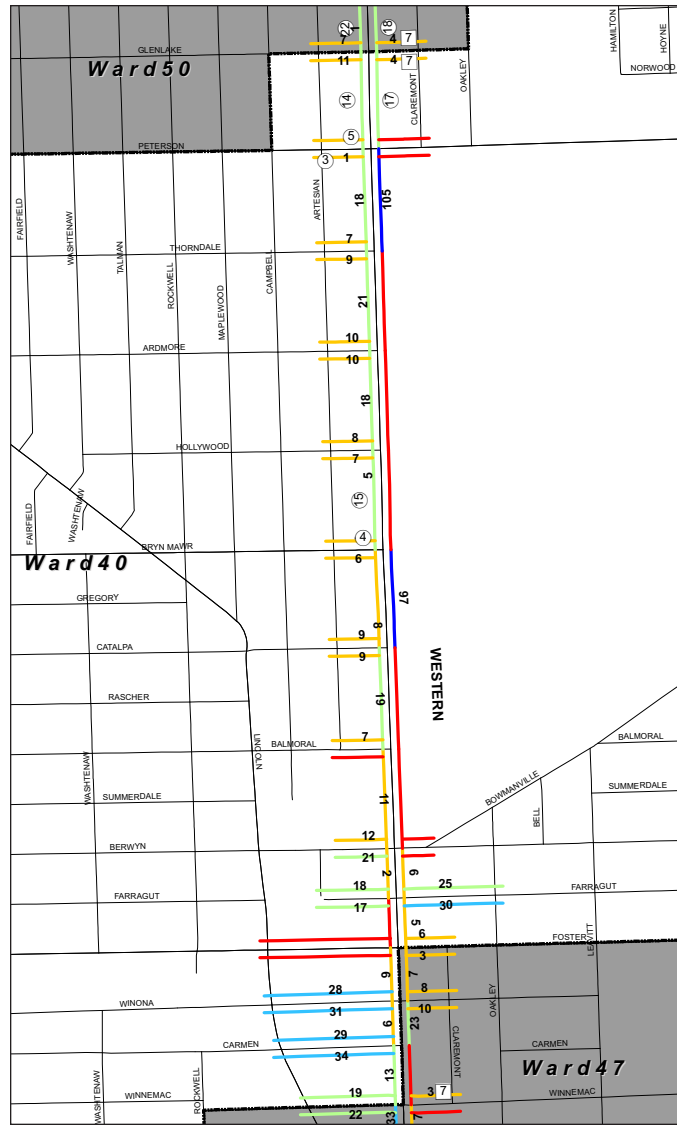 22
18
7
4
7
GLENLAKE
HAMILTON
HOYNE
Ward50
11
4
7
NORWOOD
OAKLEY
CLAREMONT
14
17
5
PETERSON
3
1
ARTESIAN
18
105
FAIRFIELD
WASHTENAW
TALMAN
THORNDALE
7
9
CAMPBELL
ROCKWELL
MAPLEWOOD
21
ARDMORE
10
10
18
HOLLYWOOD
8
7
5
15
FAIRFIELD
WASHTENAW
4
BRYN MAWR
6
Ward40
97
GREGORY
8
CATALPA
9
9
WESTERN
RASCHER
19
LINCOLN
BALMORAL
7
BALMORAL
WASHTENAW
11
SUMMERDALE
BOWMANVILLE
SUMMERDALE
BELL
12
BERWYN
21
2
6
18
25
FARRAGUT
FARRAGUT
17
30
5
6
FOSTER
LEAVITT
3
9
7
28
8
WINONA
31
10
OAKLEY
6
23
29
CARMEN
34
CLAREMONT
CARMEN
13
Ward47
WASHTENAW
ROCKWELL
WINNEMAC
19
3
7
WINNEMAC
22
33
7